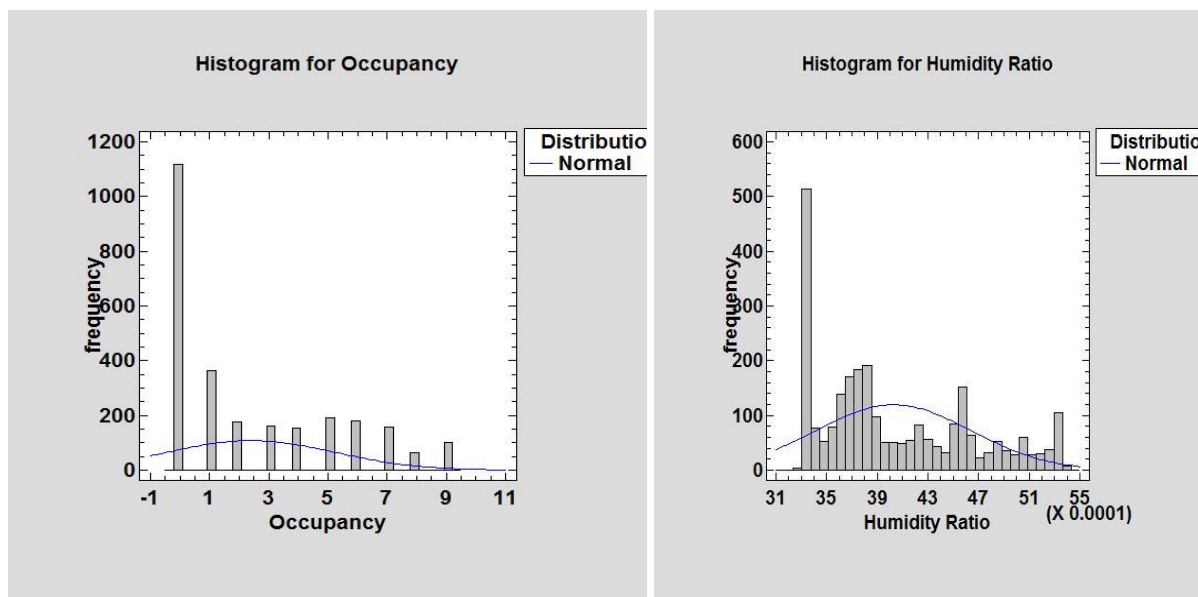 Histogram for Occupancy
Distributio
Normal
frequency
1200
1000
800
600
400
200
0
-1 1 3 5 7 9 11
Occupancy
Histogram for Humidity Ratio
Distributio
Normal
frequency
600
500
400
300
200
100
0
31 35 39 43 47 51 55
(X 0.0001)
Humidity Ratio